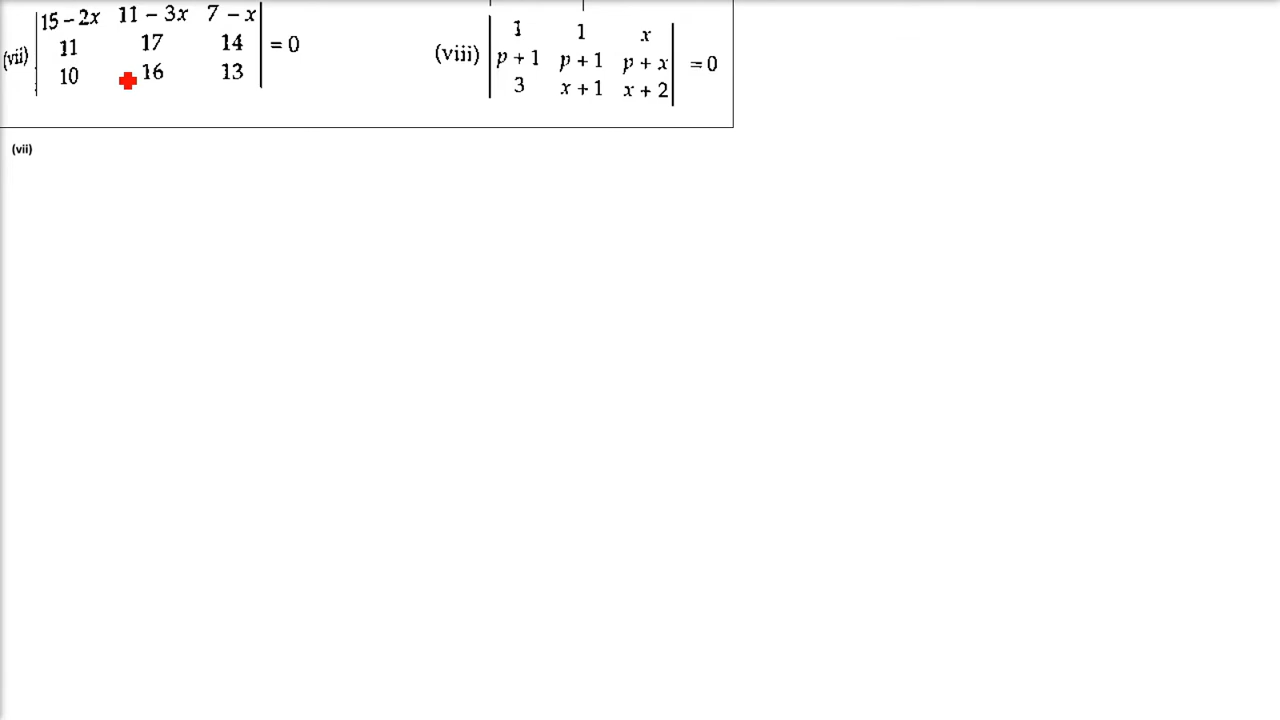 (vii) | 15 – 2x 11 – 3x 7 – x |
| 11 17 14 | = 0
| 10 16 13 |
(viii) | 1 1 x |
| p + 1 p + 1 p + x | = 0
| 3 x + 1 x + 2 |
(vii)